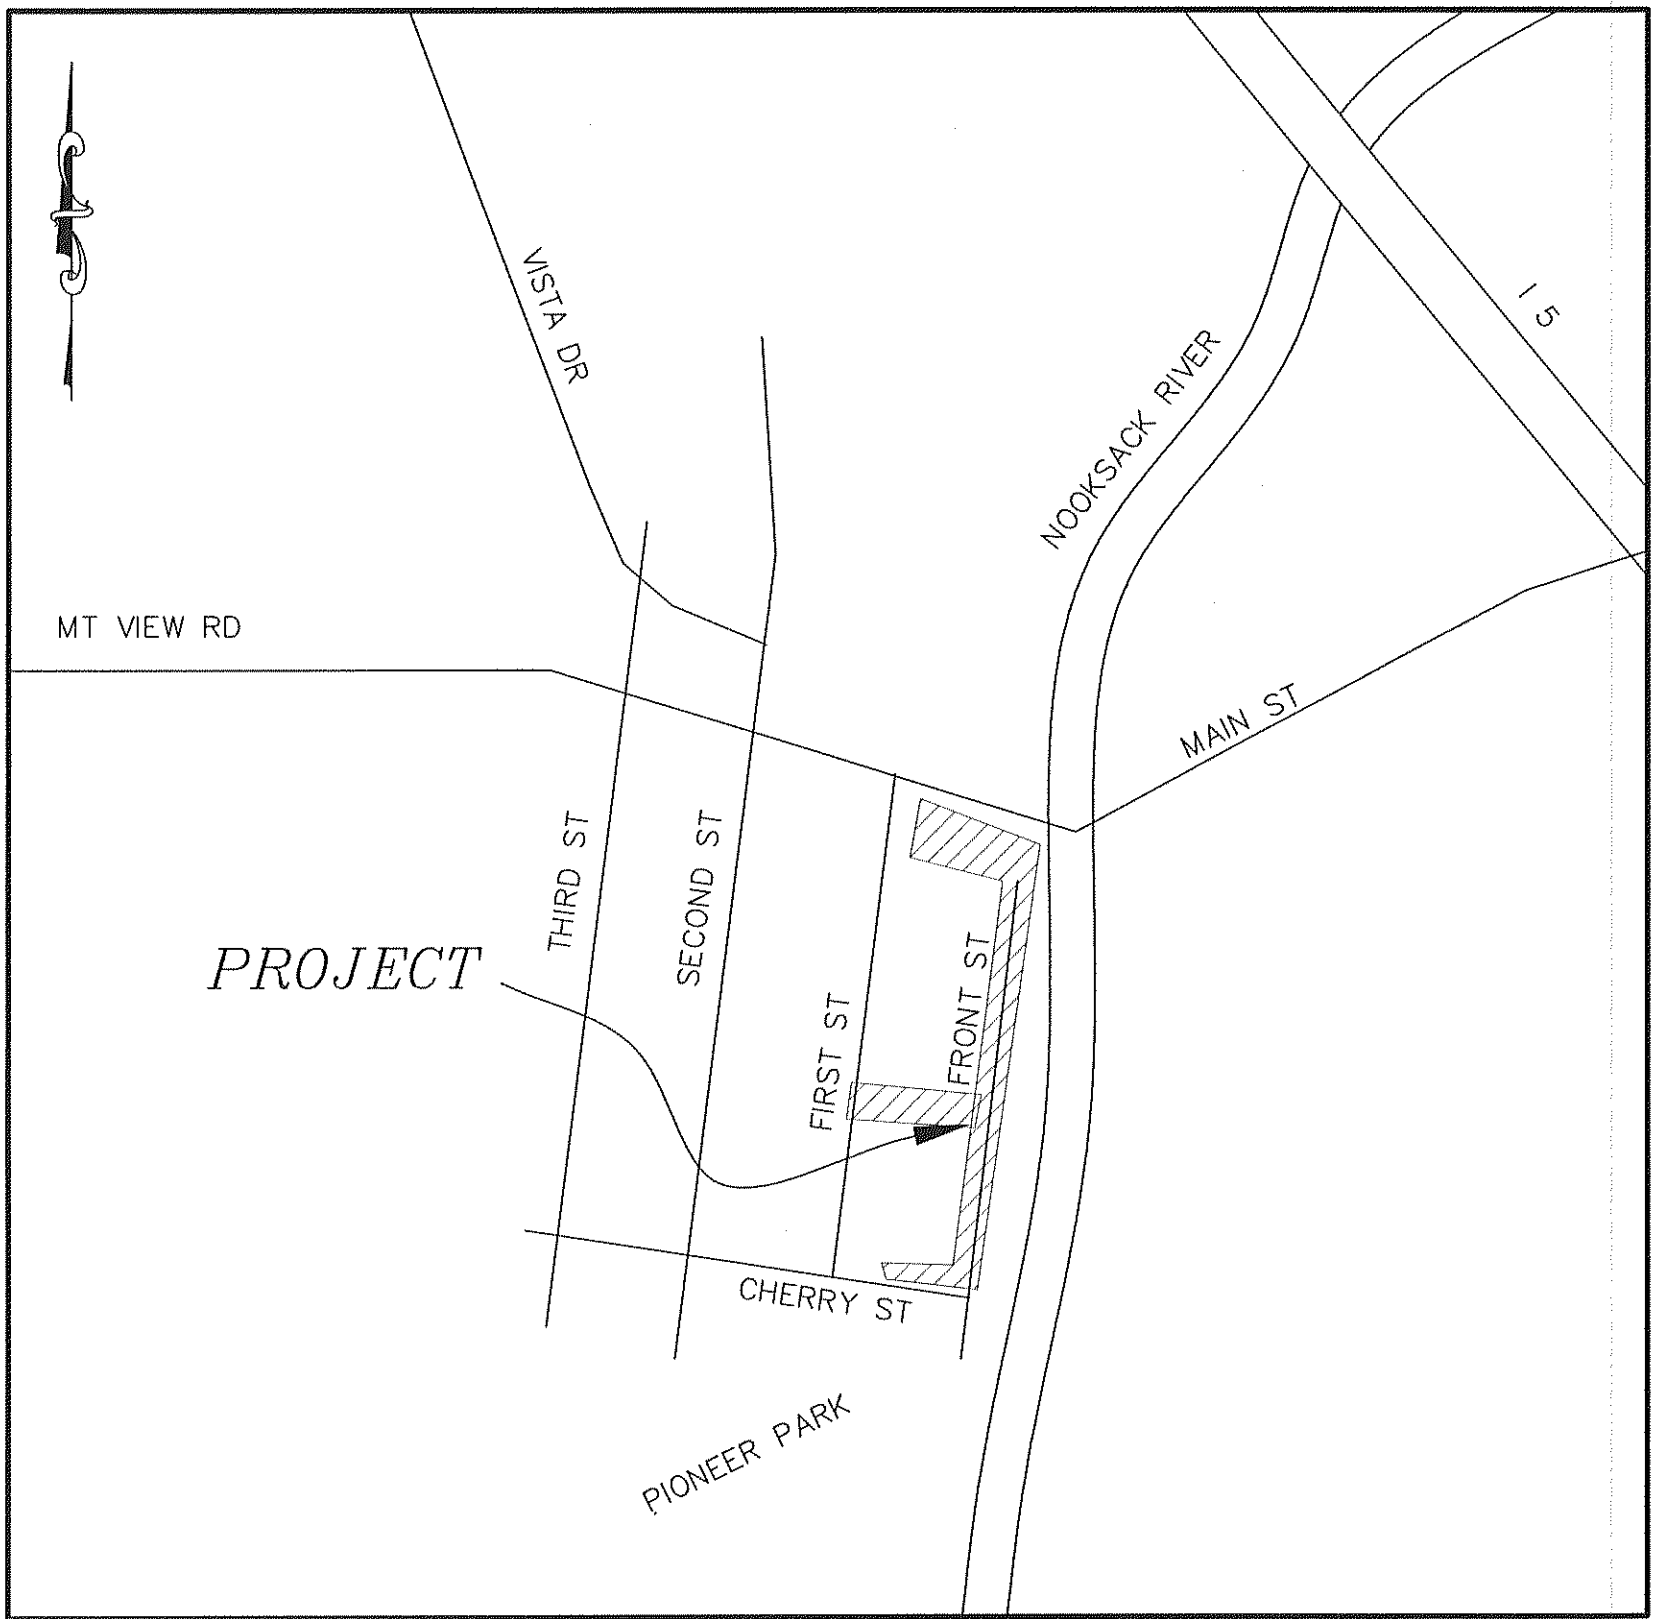 I 5
VISTA DR
NOOKSACK RIVER
MT VIEW RD
MAIN ST
THIRD ST
SECOND ST
PROJECT
FIRST ST
FRONT ST
CHERRY ST
PIONEER PARK